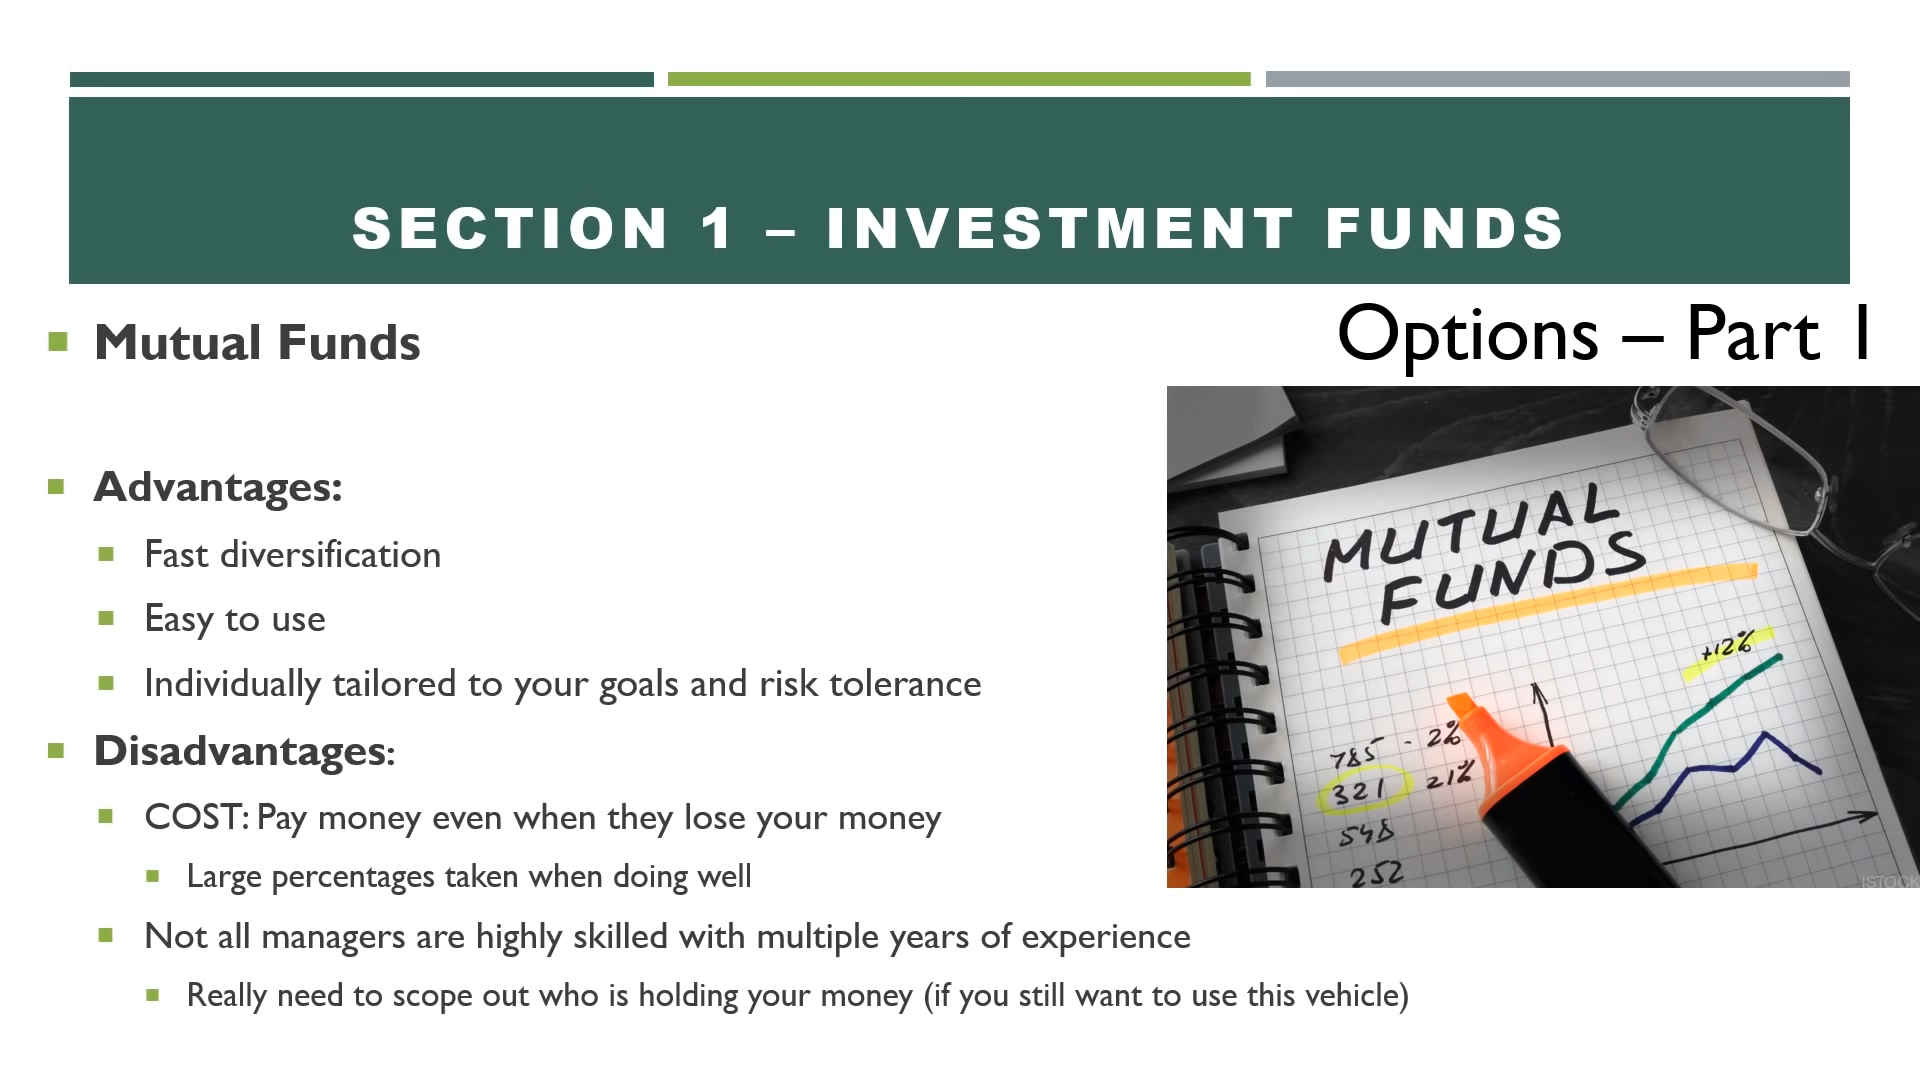 SECTION 1 – INVESTMENT FUNDS
Options – Part 1
Mutual Funds
Advantages:
Fast diversification
Easy to use
Individually tailored to your goals and risk tolerance
Disadvantages:
COST: Pay money even when they lose your money
Large percentages taken when doing well
Not all managers are highly skilled with multiple years of experience
Really need to scope out who is holding your money (if you still want to use this vehicle)
MUTUAL
FUNDS
+12%
785 - 2%
321 21%
548
252
ISTOCK